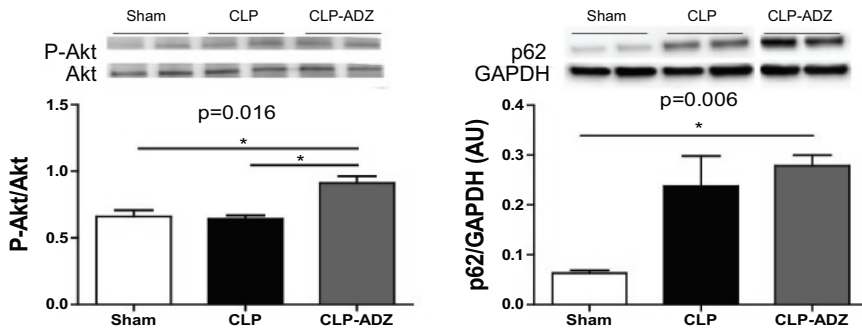 Sham CLP CLP-ADZ
P-Akt
Akt
p=0.016
*
*
P-Akt/Akt
1.5
1.0
0.5
0.0
Sham CLP CLP-ADZ
Sham CLP CLP-ADZ
p62
GAPDH
p=0.006
*
p62/GAPDH (AU)
0.4
0.3
0.2
0.1
0.0
Sham CLP CLP-ADZ